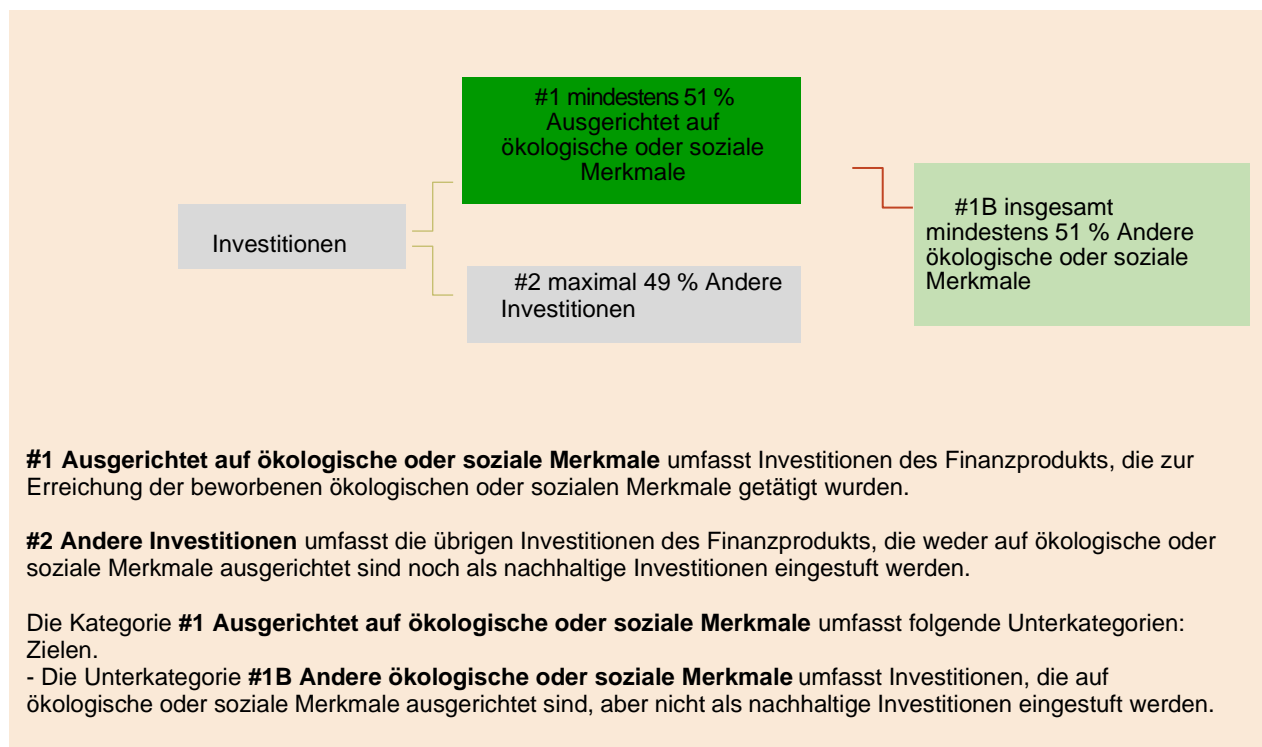 #1 mindestens 51 %
Ausgerichtet auf
ökologische oder soziale
Merkmale
Investitionen
#2 maximal 49 % Andere
Investitionen
#1B insgesamt
mindestens 51 % Andere
ökologische oder soziale
Merkmale
#1 Ausgerichtet auf ökologische oder soziale Merkmale umfasst Investitionen des Finanzprodukts, die zur
Erreichung der beworbenen ökologischen oder sozialen Merkmale getätigt wurden.
#2 Andere Investitionen umfasst die übrigen Investitionen des Finanzprodukts, die weder auf ökologische oder
soziale Merkmale ausgerichtet sind noch als nachhaltige Investitionen eingestuft werden.
Die Kategorie #1 Ausgerichtet auf ökologische oder soziale Merkmale umfasst folgende Unterkategorien:
Zielen.
- Die Unterkategorie #1B Andere ökologische oder soziale Merkmale umfasst Investitionen, die auf
ökologische oder soziale Merkmale ausgerichtet sind, aber nicht als nachhaltige Investitionen eingestuft werden.